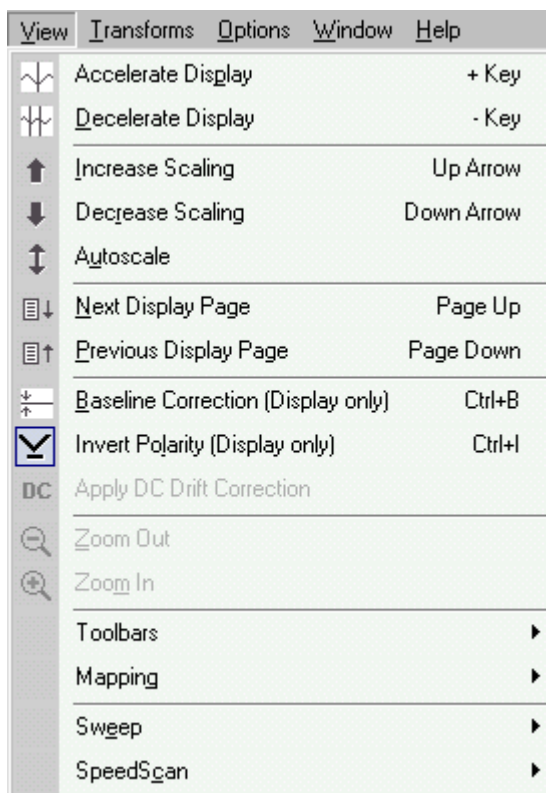 View Transforms Options Window Help
Accelerate Display + Key
Decelerate Display - Key
Increase Scaling Up Arrow
Decrease Scaling Down Arrow
Autoscale
Next Display Page Page Up
Previous Display Page Page Down
Baseline Correction (Display only) Ctrl+B
Invert Polarity (Display only) Ctrl+I
DC Apply DC Drift Correction
Zoom Out
Zoom In
Toolbars
Mapping
Sweep
SpeedScan